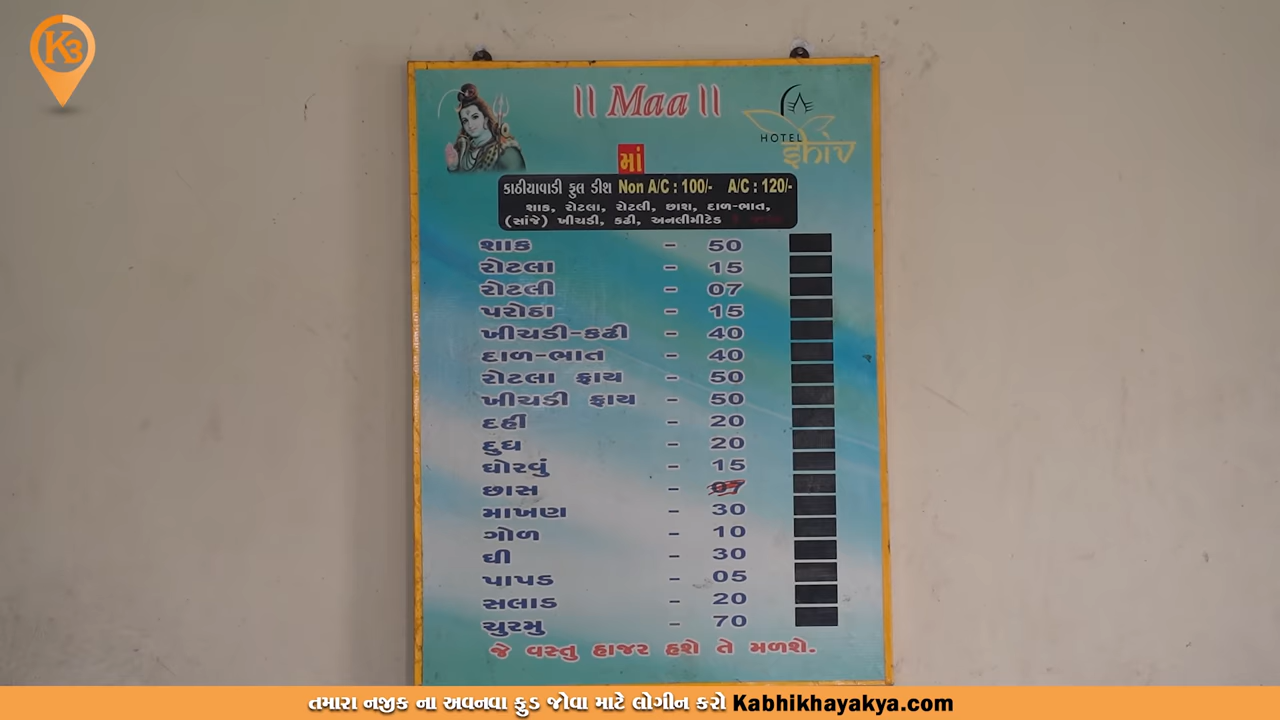 K3
|| Maa ||
HOTEL shiv
માં
કાઠીયાવાડી ફુલ ડીશ Non A/C : 100/- A/C : 120/-
શાક, રોટલા, રોટલી, છાશ, દાળ-ભાત,
(સાંજે) ખીચડી, કઢી, અનલીમીટેડ
શાક - 50
રોટલા - 15
રોટલી - 07
પરોઠા - 15
ખીચડી-કઢી - 40
દાળ-ભાત - 40
રોટલા ફ્રાય - 50
ખીચડી ફ્રાય - 50
દહીં - 20
દુધ - 20
ઘોરવું - 15
છાસ - 07
માખણ - 30
ગોળ - 10
ઘી - 30
પાપડ - 05
સલાડ - 20
ચુરમુ - 70
જે વસ્તુ હાજર હશે તે મળશે.
તમારા નજીક ના અવનવા ફુડ જોવા માટે લોગીન કરો Kabhikhayakya.com